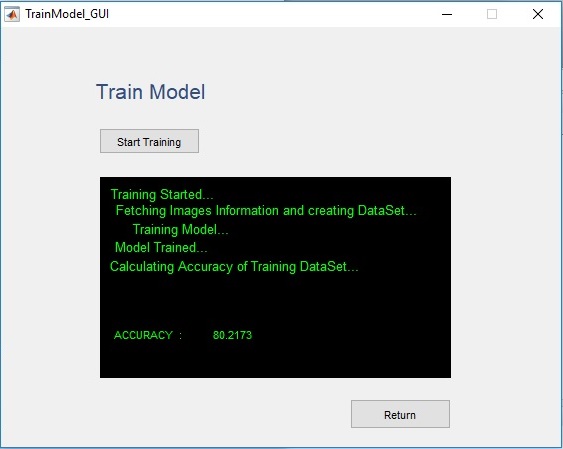 TrainModel_GUI
Train Model
Start Training
Training Started...
Fetching Images Information and creating DataSet...
Training Model...
Model Trained...
Calculating Accuracy of Training DataSet...
ACCURACY : 80.2173
Return